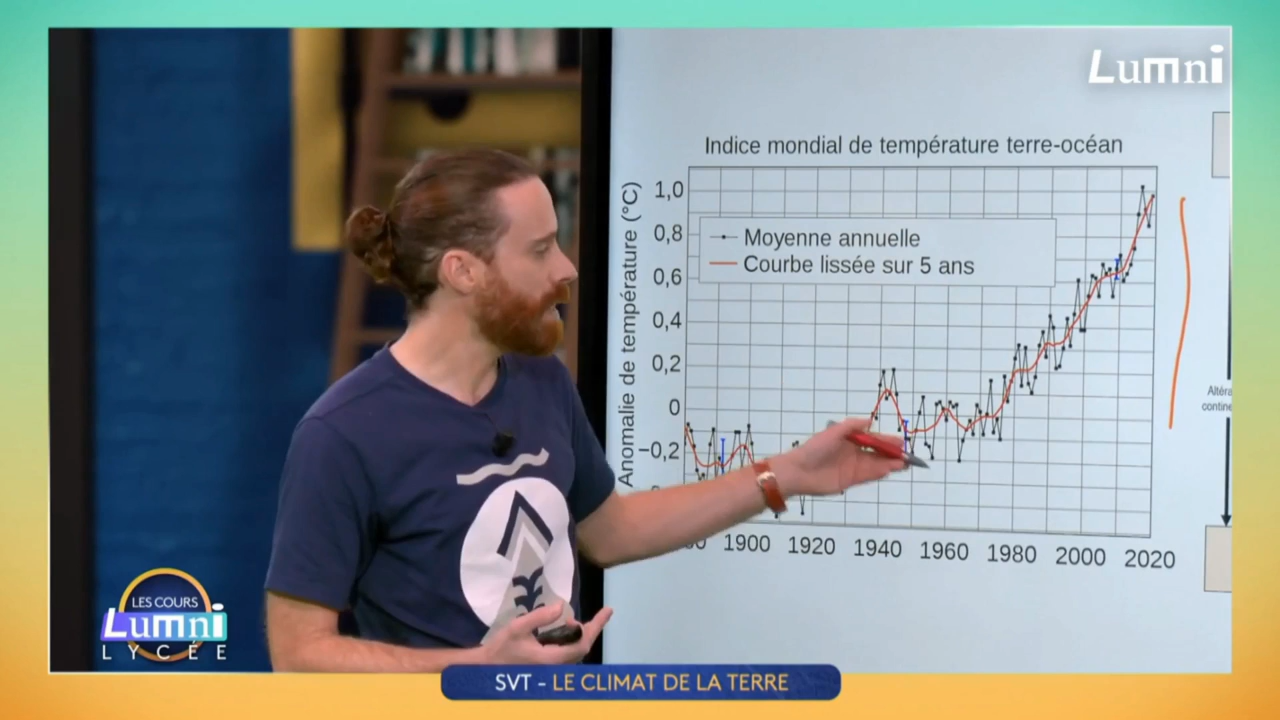 Lumni
Indice mondial de température terre-océan
Anomalie de température (°C)
1,0
0,8
0,6
0,4
0,2
0
−0,2
Moyenne annuelle
Courbe lissée sur 5 ans
1900 1920 1940 1960 1980 2000 2020
LES COURS
Lumni
LYCÉE
SVT - LE CLIMAT DE LA TERRE